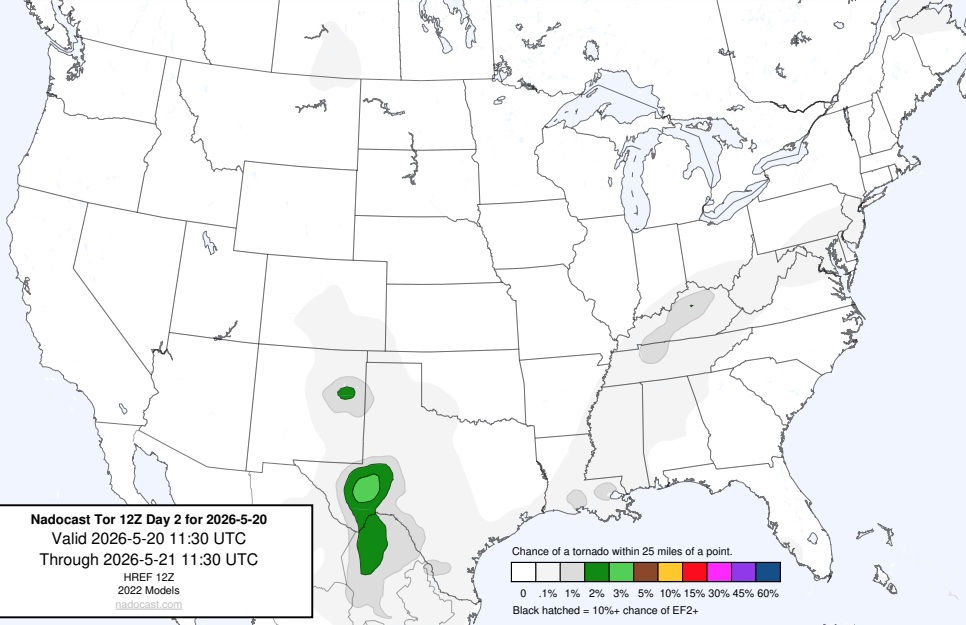 Nadocast Tor 12Z Day 2 for 2026-5-20
Valid 2026-5-20 11:30 UTC
Through 2026-5-21 11:30 UTC
HREF 12Z
2022 Models
nadocast.com
Chance of a tornado within 25 miles of a point.
0 .1% 1% 2% 3% 5% 10% 15% 30% 45% 60%
Black hatched = 10%+ chance of EF2+